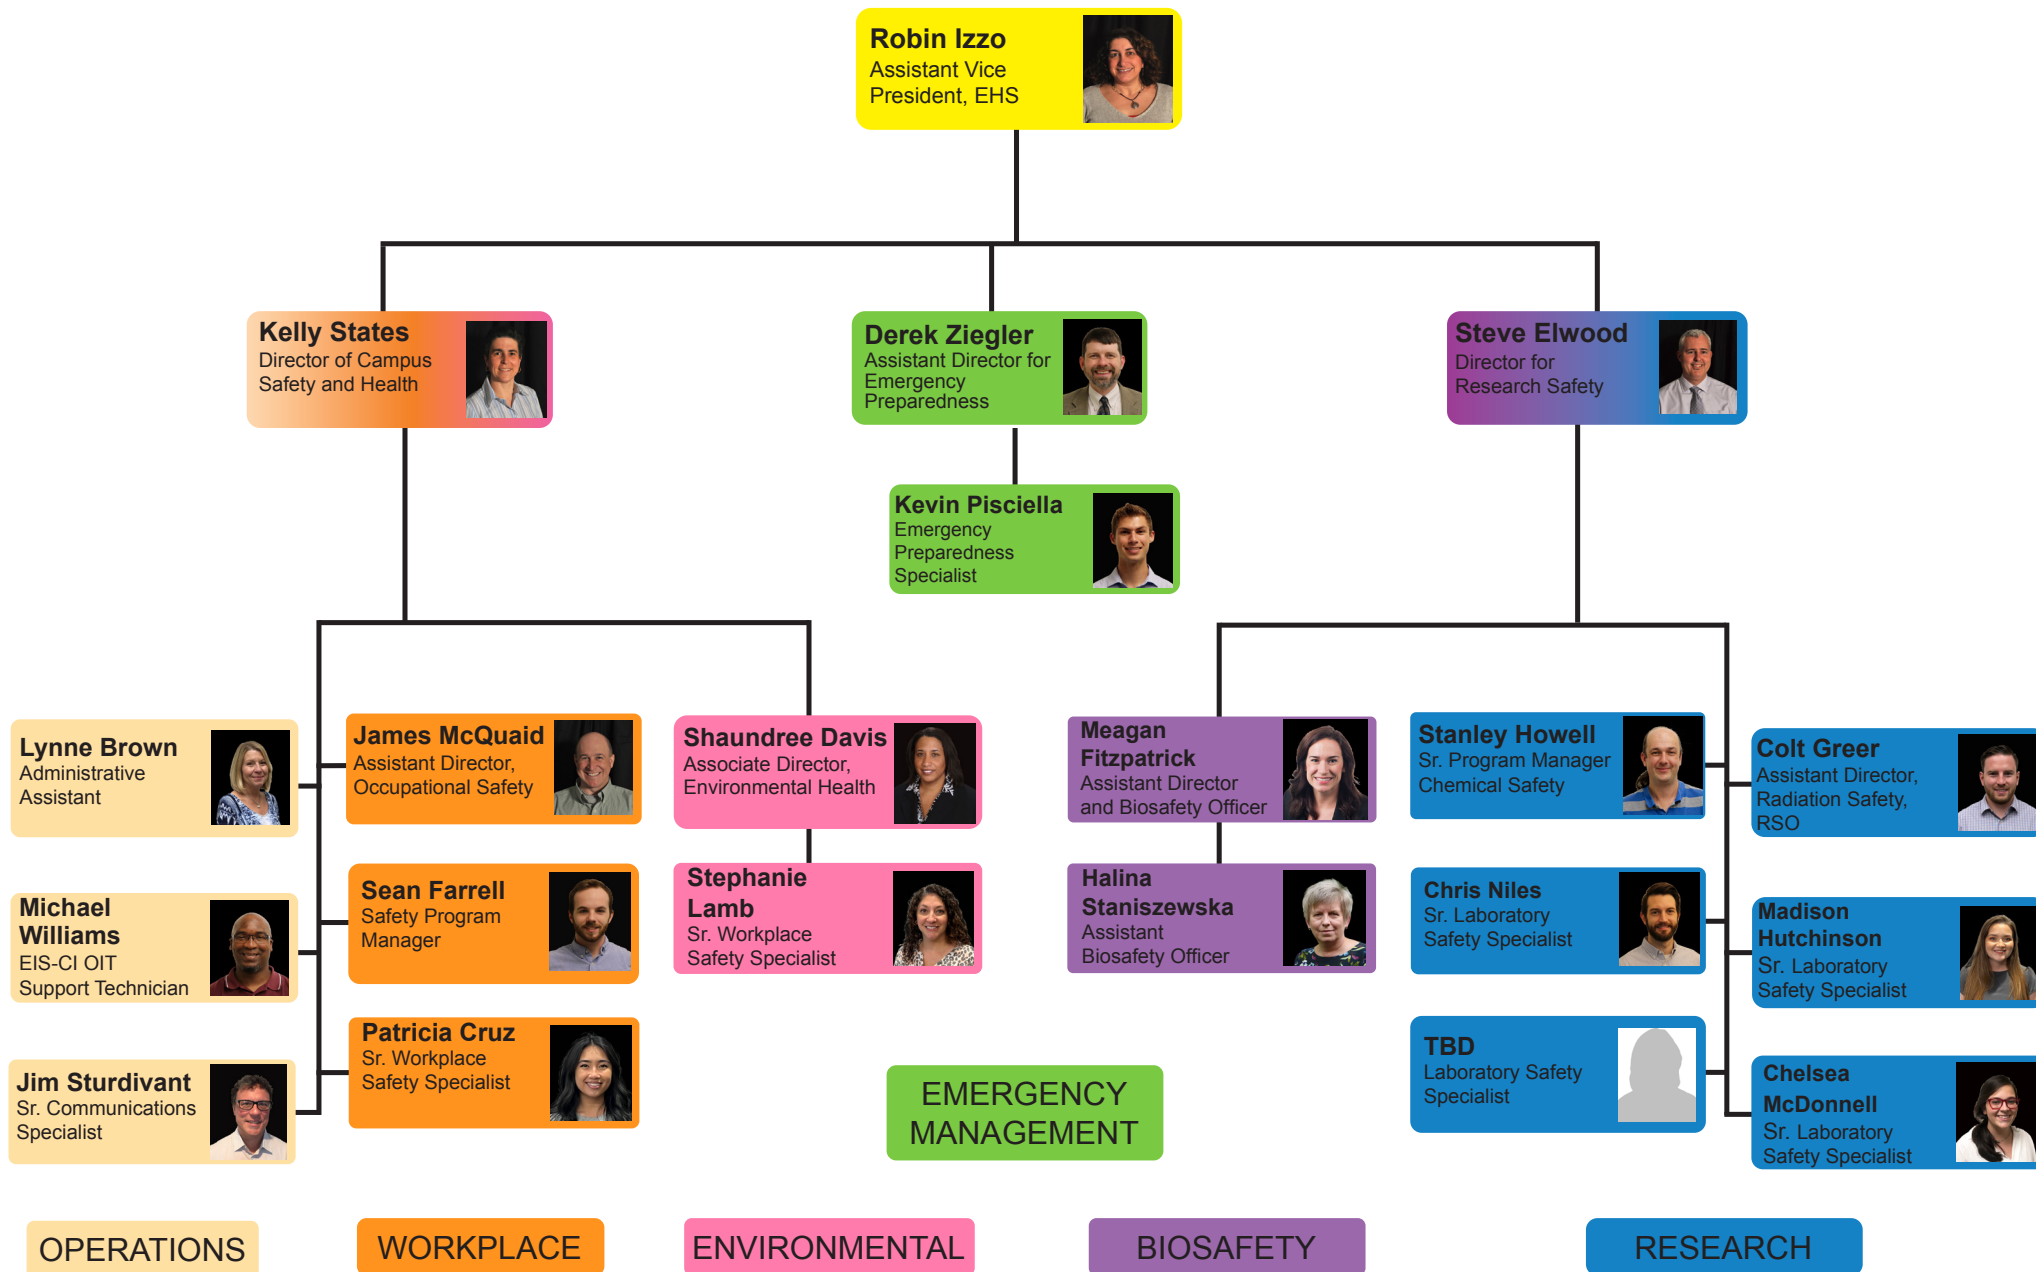 Robin Izzo
Assistant Vice
President, EHS
Kelly States
Director of Campus
Safety and Health
Derek Ziegler
Assistant Director for
Emergency
Preparedness
Steve Elwood
Director for
Research Safety
Kevin Pisciella
Emergency
Preparedness
Specialist
Lynne Brown
Administrative
Assistant
Michael
Williams
EIS-CI OIT
Support Technician
Jim Sturdivant
Sr. Communications
Specialist
James McQuaid
Assistant Director,
Occupational Safety
Sean Farrell
Safety Program
Manager
Patricia Cruz
Sr. Workplace
Safety Specialist
Shaundree Davis
Associate Director,
Environmental Health
Stephanie
Lamb
Sr. Workplace
Safety Specialist
Meagan
Fitzpatrick
Assistant Director
and Biosafety Officer
Halina
Staniszewska
Assistant
Biosafety Officer
Stanley Howell
Sr. Program Manager
Chemical Safety
Chris Niles
Sr. Laboratory
Safety Specialist
TBD
Laboratory Safety
Specialist
Colt Greer
Assistant Director,
Radiation Safety,
RSO
Madison
Hutchinson
Sr. Laboratory
Safety Specialist
Chelsea
McDonnell
Sr. Laboratory
Safety Specialist
EMERGENCY
MANAGEMENT
OPERATIONS
WORKPLACE
ENVIRONMENTAL
BIOSAFETY
RESEARCH